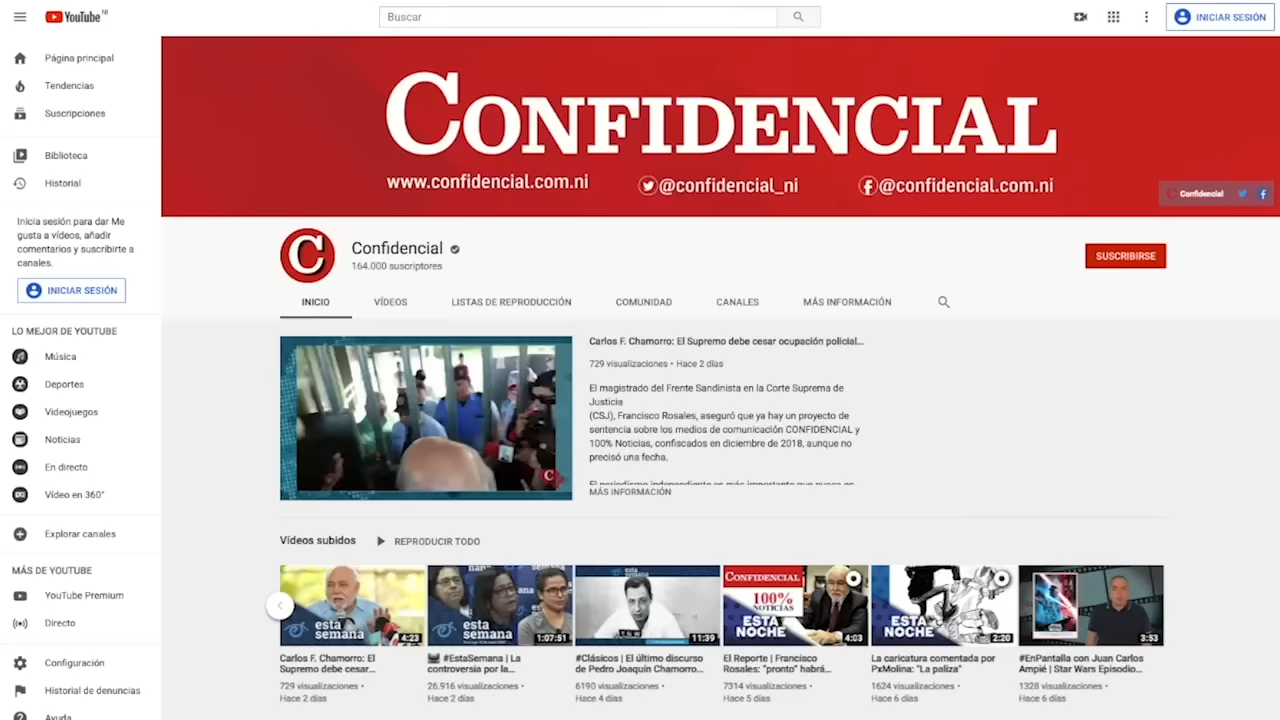 YouTube NI
Buscar
INICIAR SESIÓN
Página principal
Tendencias
Suscripciones
Biblioteca
Historial
Inicia sesión para dar Me
gusta a vídeos, añadir
comentarios y suscribirte a
canales.
INICIAR SESIÓN
LO MEJOR DE YOUTUBE
Música
Deportes
Videojuegos
Noticias
En directo
Vídeo en 360°
Explorar canales
MÁS DE YOUTUBE
YouTube Premium
Directo
Configuración
Historial de denuncias
Ayuda
CONFIDENCIAL
www.confidencial.com.ni @confidencial_ni @confidencial.com.ni
Confidencial
C
Confidencial
164.000 suscriptores
SUSCRIBIRSE
INICIO VÍDEOS LISTAS DE REPRODUCCIÓN COMUNIDAD CANALES MÁS INFORMACIÓN
Carlos F. Chamorro: El Supremo debe cesar ocupación policial...
729 visualizaciones • Hace 2 días
El magistrado del Frente Sandinista en la Corte Suprema de
Justicia
(CSJ), Francisco Rosales, aseguró que ya hay un proyecto de
sentencia sobre los medios de comunicación CONFIDENCIAL y
100% Noticias, confiscados en diciembre de 2018, aunque no
precisó una fecha.
El periodismo independiente es más importante que nunca en
MÁS INFORMACIÓN
Vídeos subidos REPRODUCIR TODO
esta
semana
4:23
Carlos F. Chamorro: El
Supremo debe cesar...
729 visualizaciones •
Hace 2 días
esta
semana
1:07:51
#EstaSemana | La
controversia por la...
26.916 visualizaciones •
Hace 2 días
esta
semana
11:39
#Clásicos | El último discurso
de Pedro Joaquín Chamorro...
6190 visualizaciones •
Hace 4 días
CONFIDENCIAL
100%
NOTICIAS
ESTA
NOCHE
4:03
El Reporte | Francisco
Rosales: "pronto" habrá...
7314 visualizaciones •
Hace 5 días
ESTA
NOCHE
2:20
La caricatura comentada por
PxMolina: "La paliza"
1624 visualizaciones •
Hace 6 días
3:53
#EnPantalla con Juan Carlos
Ampié | Star Wars Episodio...
1328 visualizaciones •
Hace 6 días